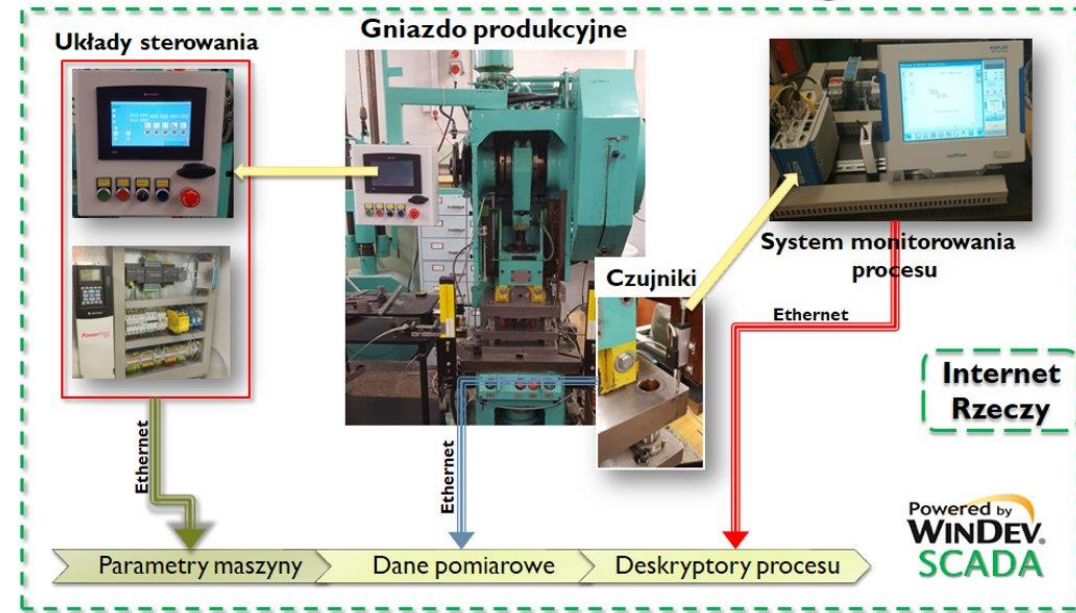 Układy sterowania
Gniazdo produkcyjne
System monitorowania
procesu
Czujniki
Ethernet
Internet
Rzeczy
Ethernet
Ethernet
Powered by
WINDEV.
SCADA
Parametry maszyny
Dane pomiarowe
Deskryptory procesu